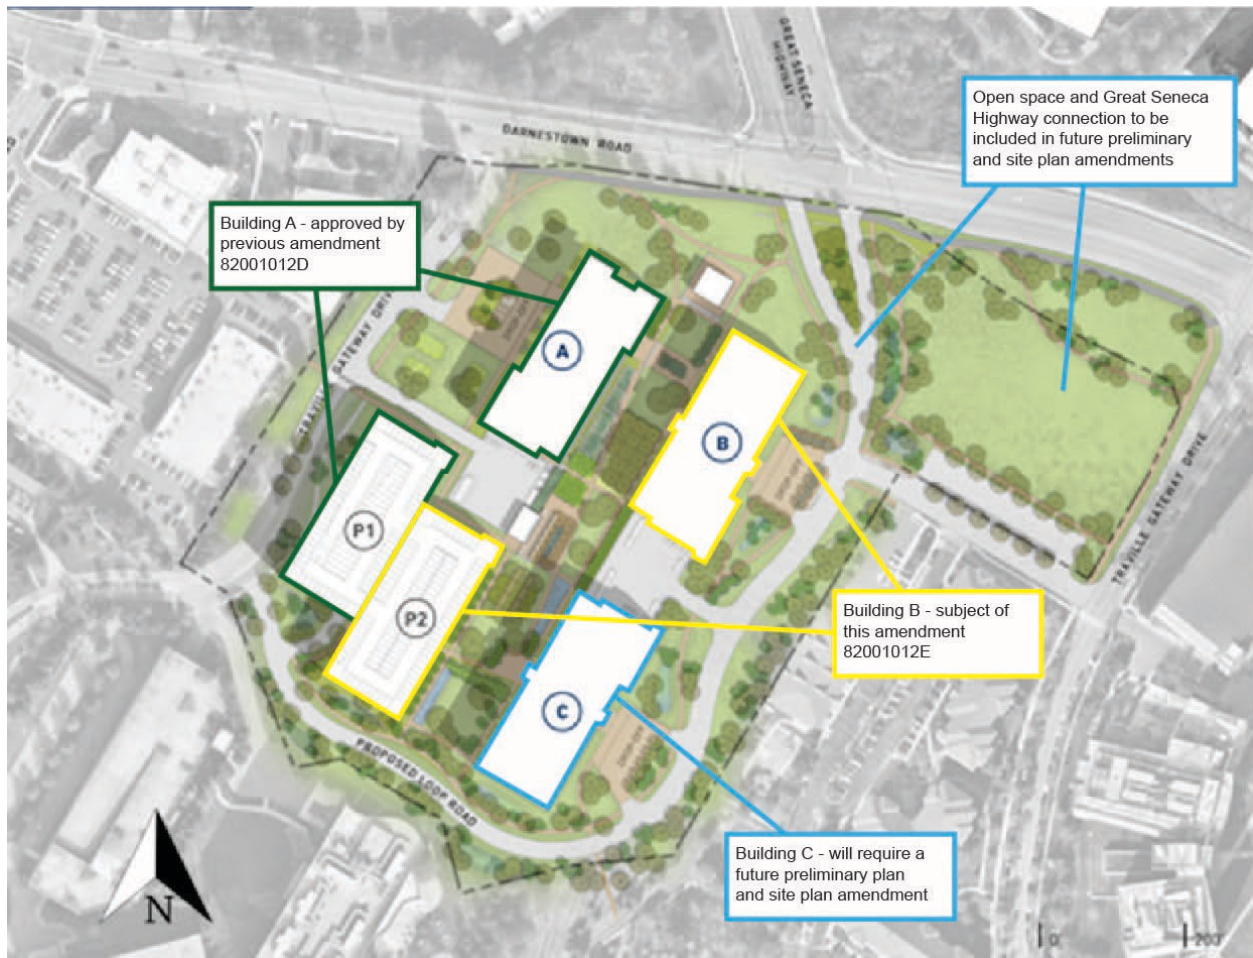 GREAT SENECA
HIGHWAY
DARNESTOWN ROAD
Open space and Great Seneca
Highway connection to be
included in future preliminary
and site plan amendments
Building A - approved by
previous amendment
82001012D
TRAVILLE GATEWAY DRIVE
A
B
P1
P2
C
TRAVILLE GATEWAY DRIVE
Building B - subject of
this amendment
82001012E
PROPOSED LOOP ROAD
Building C - will require a
future preliminary plan
and site plan amendment
N
0
200'